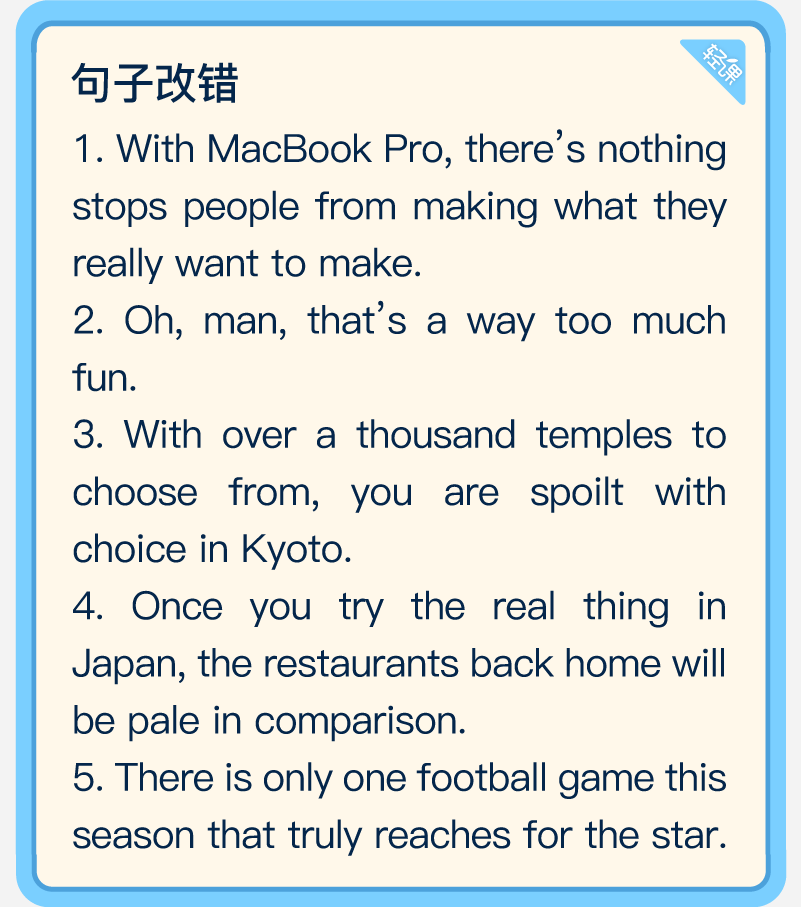 轻课
句子改错
1. With MacBook Pro, there’s nothing
stops people from making what they
really want to make.
2. Oh, man, that’s a way too much
fun.
3. With over a thousand temples to
choose from, you are spoilt with
choice in Kyoto.
4. Once you try the real thing in
Japan, the restaurants back home will
be pale in comparison.
5. There is only one football game this
season that truly reaches for the star.